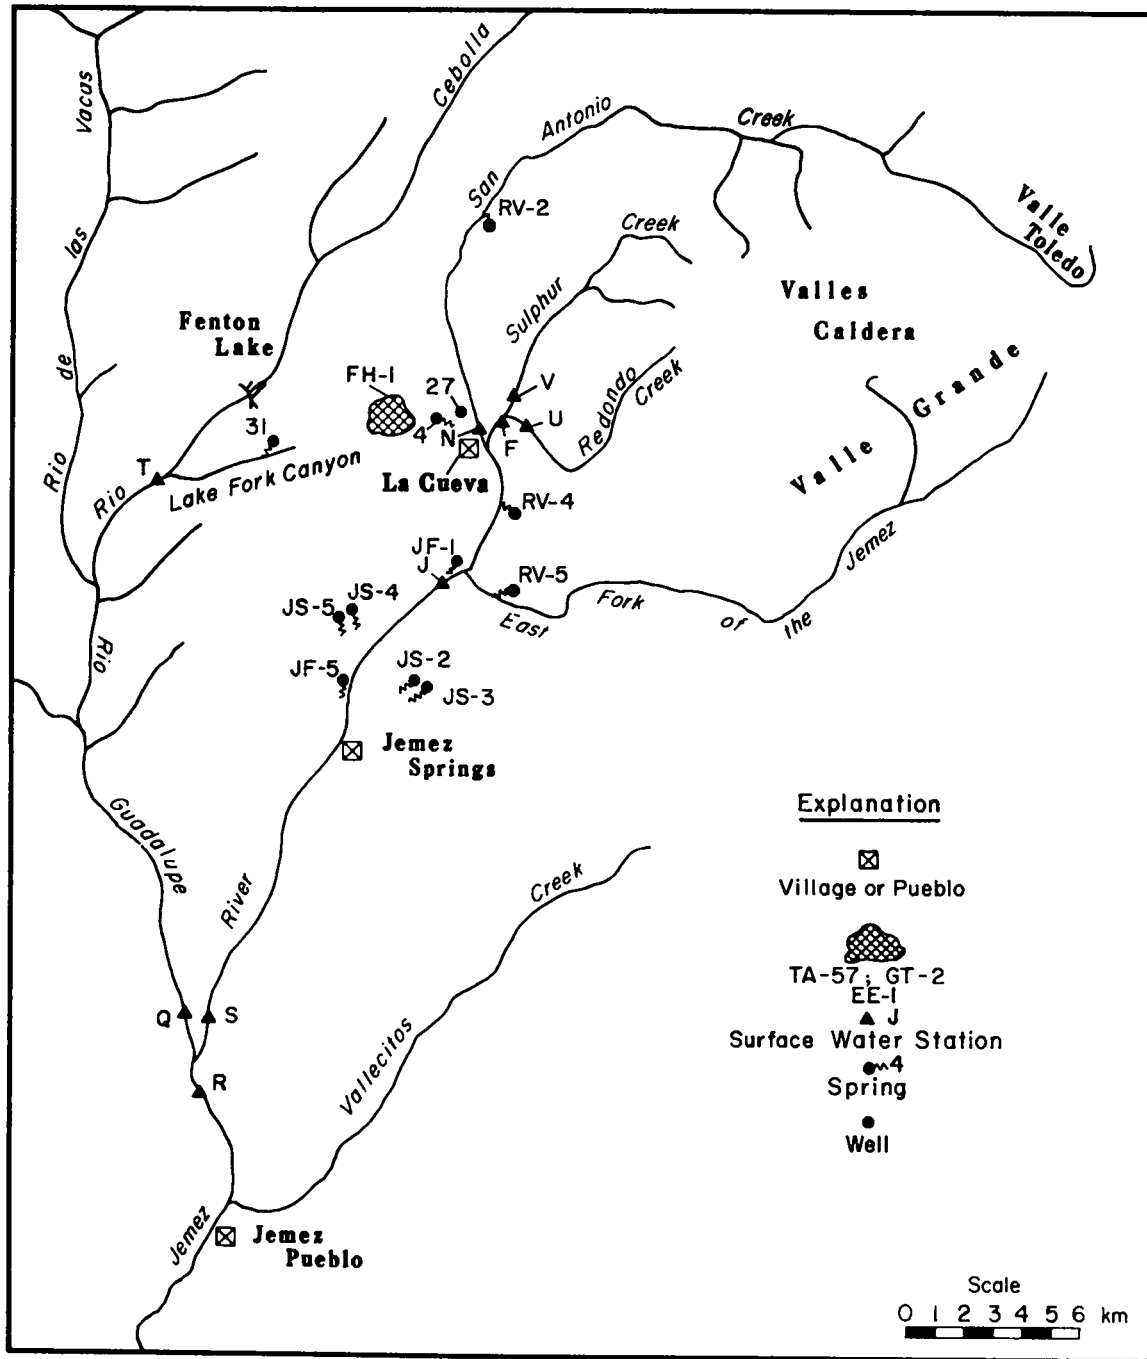 Vacas
las
de
Rio
Cebolla
San Antonio Creek
RV-2
Sulphur Creek
Valle
Toledo
Valles
Caldera
Fenton
Lake
FH-1
27
4
N
V
U
F
Redondo
Creek
Valle Grande
31
T
Rio
Lake Fork Canyon
La Cueva
RV-4
JF-1
J
RV-5
East Fork of the Jemez
JS-5
JS-4
Rio
JF-5
JS-2
JS-3
Jemez
Springs
Guadalupe
River
Explanation
Village or Pueblo
TA-57; GT-2
EE-1
J
Surface Water Station
4
Spring
Well
Vallecitos Creek
Q
S
R
Jemez
Jemez
Pueblo
Scale
0 1 2 3 4 5 6 km